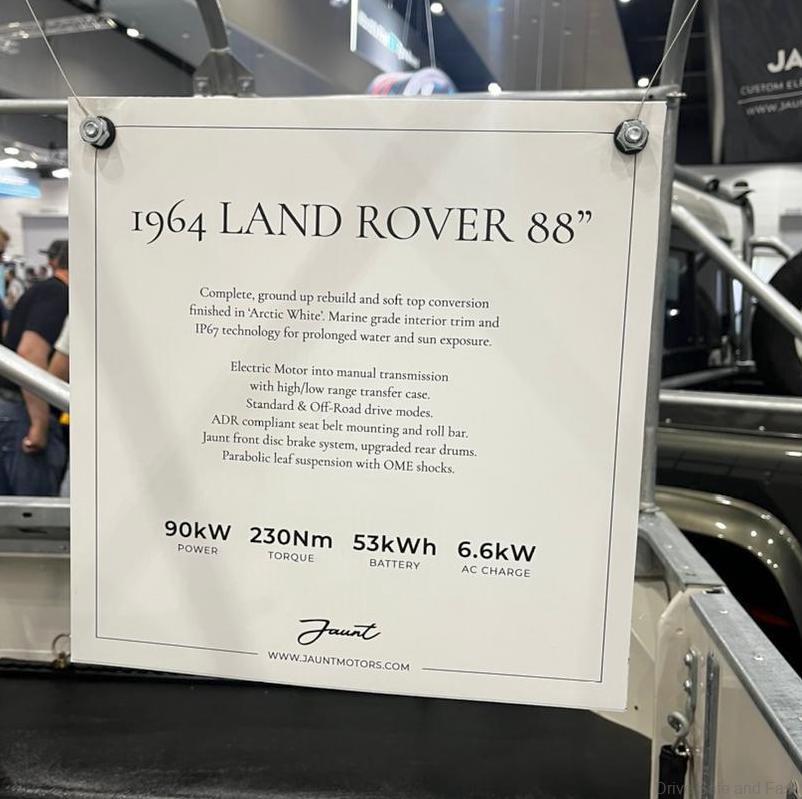 JA
CUSTOM EL
WWW.JAU
1964 LAND ROVER 88”
Complete, ground up rebuild and soft top conversion
finished in ‘Arctic White’. Marine grade interior trim and
IP67 technology for prolonged water and sun exposure.
Electric Motor into manual transmission
with high/low range transfer case.
Standard & Off-Road drive modes.
ADR compliant seat belt mounting and roll bar.
Jaunt front disc brake system, upgraded rear drums.
Parabolic leaf suspension with OME shocks.
90kW 230Nm 53kWh 6.6kW
POWER TORQUE BATTERY AC CHARGE
Jaunt
WWW.JAUNTMOTORS.COM